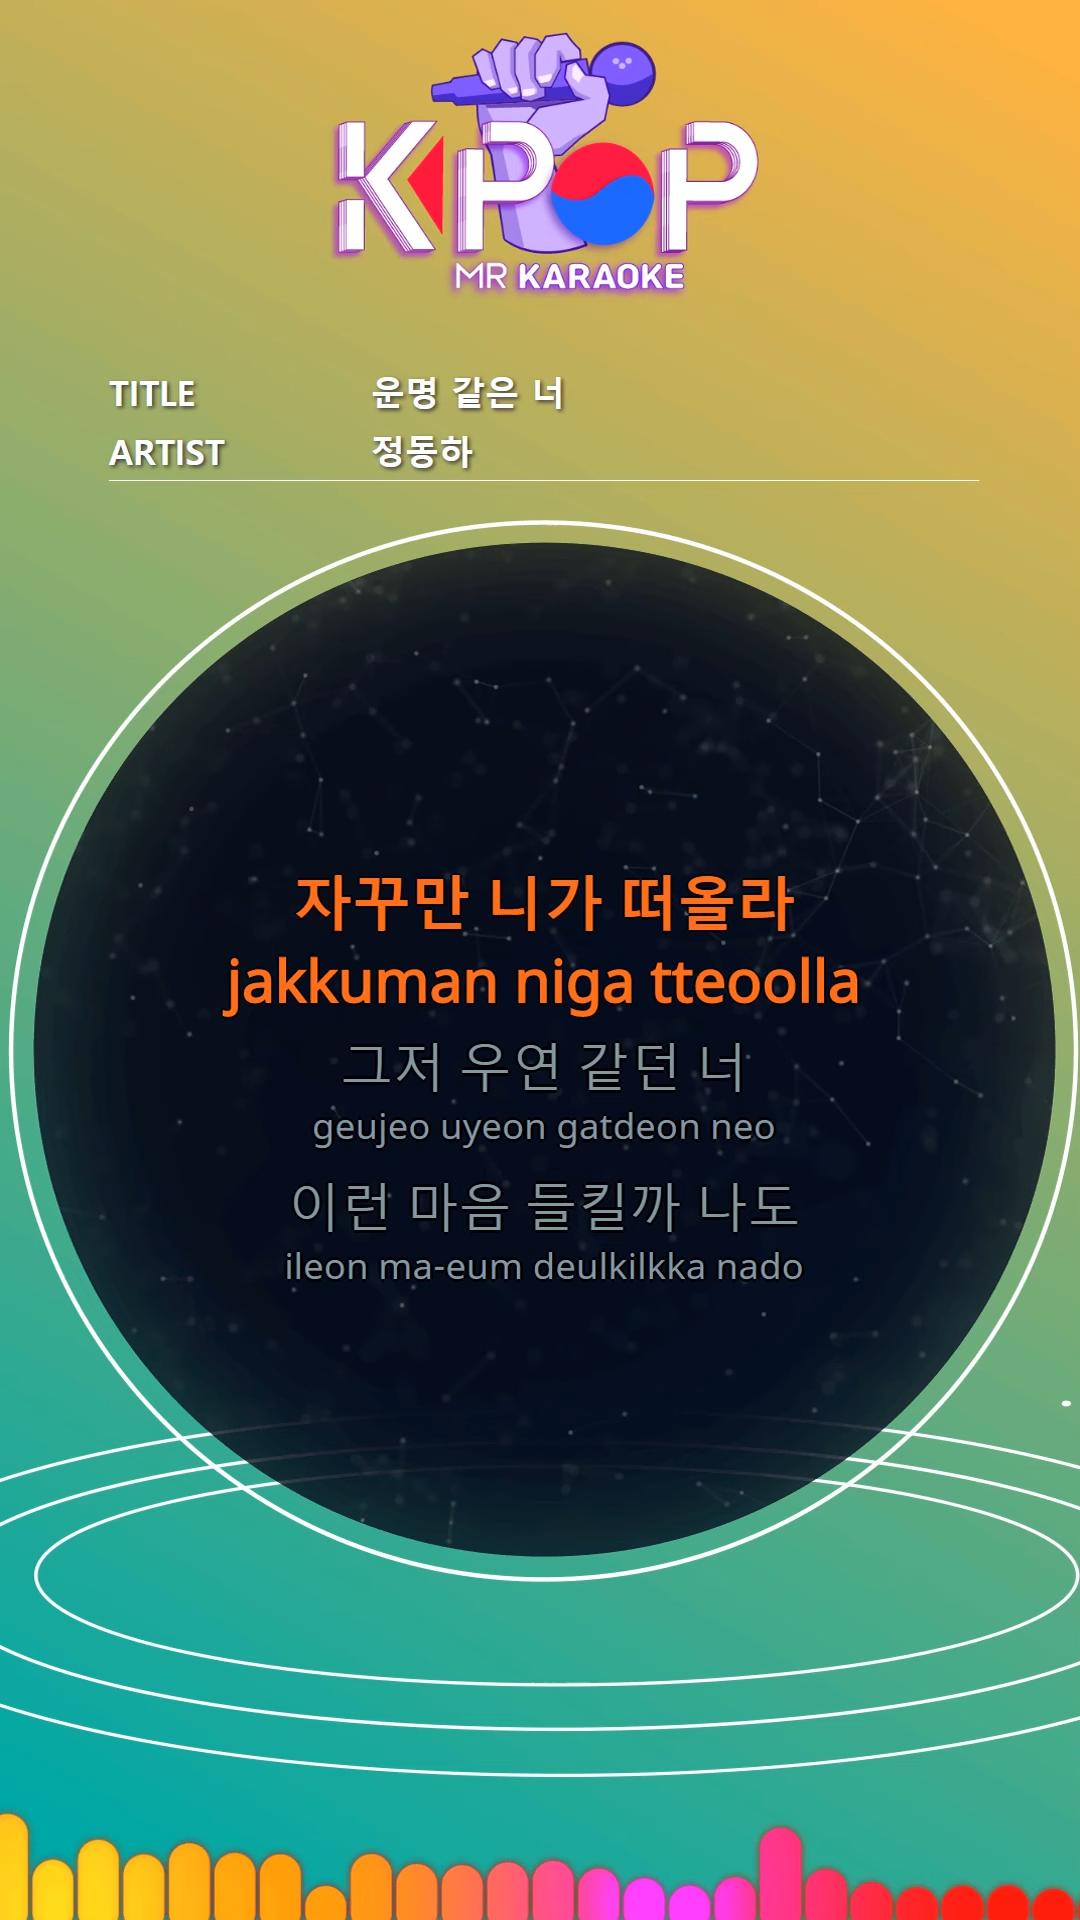 KPOP
MR KARAOKE
TITLE 운명 같은 너
ARTIST 정동하
자꾸만 니가 떠올라
jakkuman niga tteoolla
그저 우연 같던 너
geujeo uyeon gatdeon neo
이런 마음 들킬까 나도
ileon ma-eum deulkilkka nado